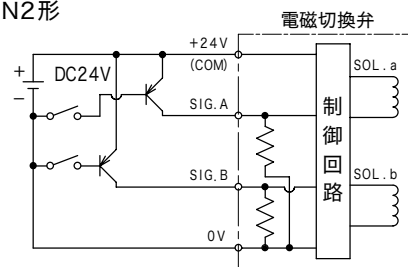 N2形
電磁切換弁
+24V
(COM)
SOL.a
+
DC24V
−
SIG.A
制御回路
SIG.B
SOL.b
0V